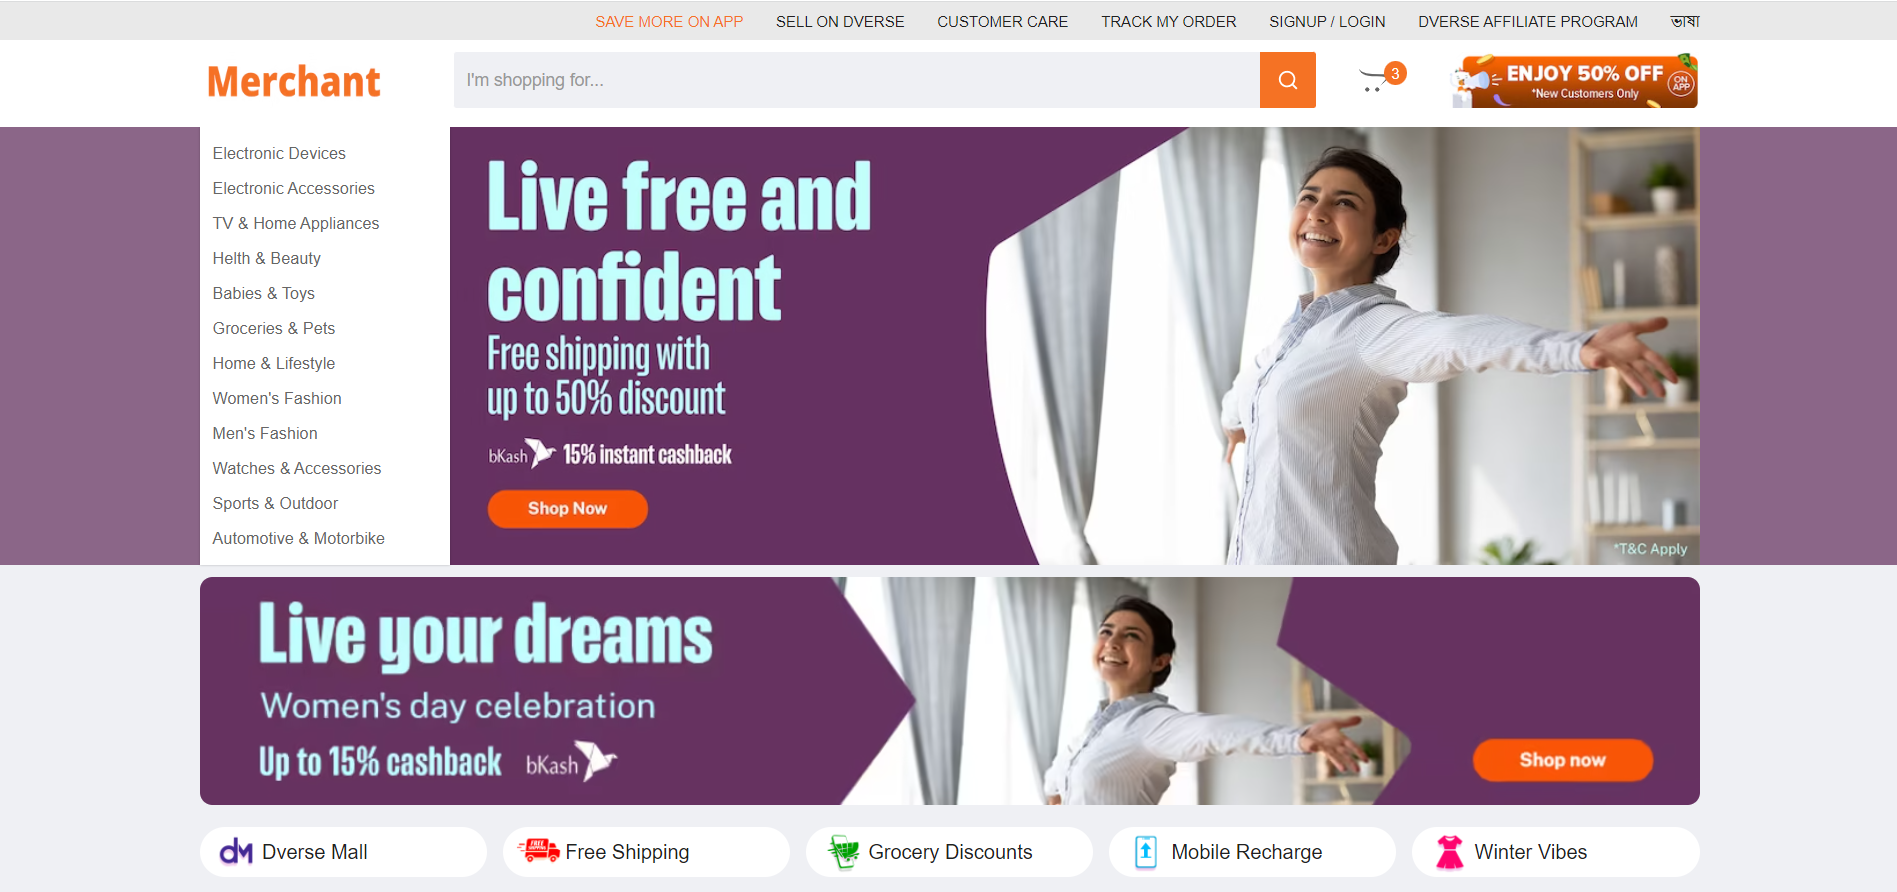 SAVE MORE ON APP
SELL ON DVERSE
CUSTOMER CARE
TRACK MY ORDER
SIGNUP / LOGIN
DVERSE AFFILIATE PROGRAM
ভাষা
Merchant
I'm shopping for...
3
ENJOY 50% OFF
*New Customers Only
ON
APP
Electronic Devices
Electronic Accessories
TV & Home Appliances
Helth & Beauty
Babies & Toys
Groceries & Pets
Home & Lifestyle
Women's Fashion
Men's Fashion
Watches & Accessories
Sports & Outdoor
Automotive & Motorbike
Live free and
confident
Free shipping with
up to 50% discount
bKash 15% instant cashback
Shop Now
*T&C Apply
Live your dreams
Women's day celebration
Up to 15% cashback bKash
Shop now
dM Dverse Mall
FREE SHIPPING Free Shipping
Grocery Discounts
Mobile Recharge
Winter Vibes